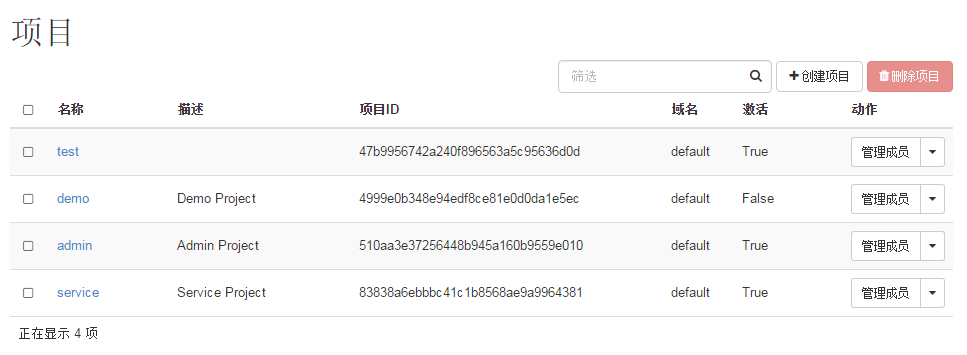 项目
筛选 创建项目 删除项目
名称 描述 项目ID 域名 激活 动作
test 47b9956742a240f896563a5c95636d0d default True 管理成员
demo Demo Project 4999e0b348e94edf8ce81e0d0da1e5ec default False 管理成员
admin Admin Project 510aa3e37256448b945a160b9559e010 default True 管理成员
service Service Project 83838a6ebbbc41c1b8568ae9a9964381 default True 管理成员
正在显示 4 项